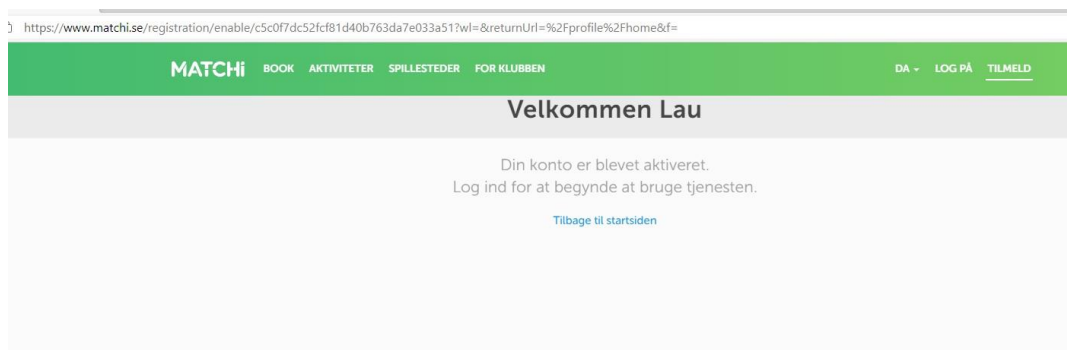 https://www.matchi.se/registration/enable/c5c0f7dc52fcf81d40b763da7e033a51?wl=&returnUrl=%2Fprofile%2Fhome&f=
MATCHi BOOK AKTIVITETER SPILLESTEDER FOR KLUBBEN DA LOG PÅ TILMELD
Velkommen Lau
Din konto er blevet aktiveret.
Log ind for at begynde at bruge tjenesten.
Tilbage til startsiden